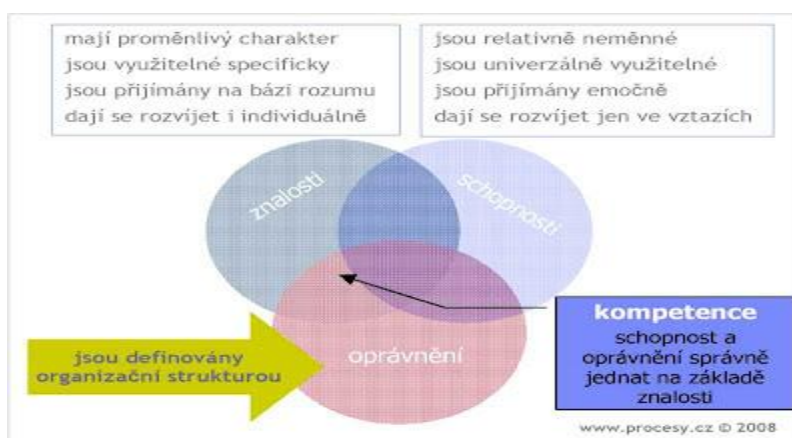 mají proměnlivý charakter
jsou využitelné specificky
jsou přijímány na bázi rozumu
dají se rozvíjet i individuálně
jsou relativně neměnné
jsou univerzálně využitelné
jsou přijímány emočně
dají se rozvíjet jen ve vztazích
znalosti
schopnosti
oprávnění
jsou definovány
organizační strukturou
kompetence
schopnost a
oprávnění správně
jednat na základě
znalosti
www.procesy.cz © 2008